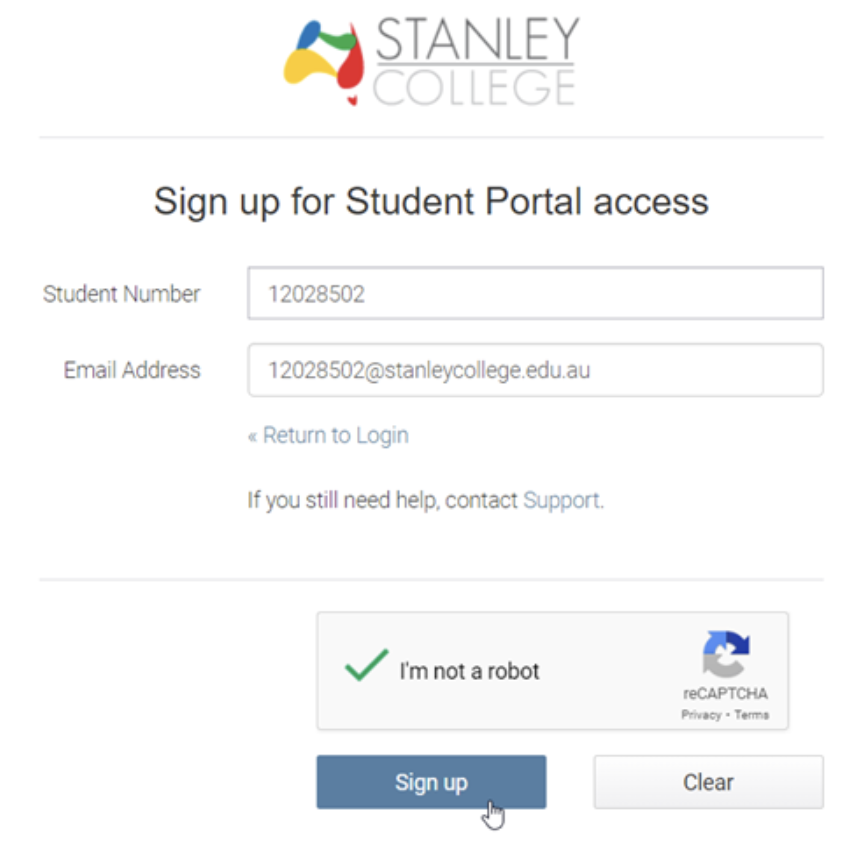 STANLEY
COLLEGE
Sign up for Student Portal access
Student Number
12028502
Email Address
12028502@stanleycollege.edu.au
« Return to Login
If you still need help, contact Support.
I'm not a robot
reCAPTCHA
Privacy • Terms
Sign up
Clear